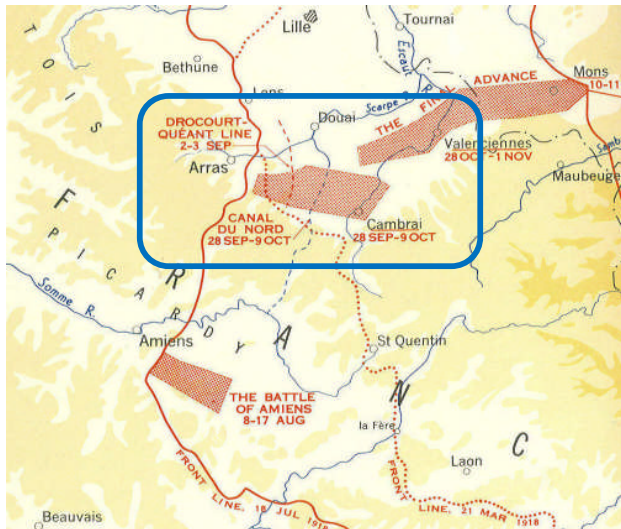 Lille
Tournai
Escaut R.
Bethune
TOIS
Lens
Mons
10-11
THE FINAL ADVANCE
Scarpe R.
Douai
DROCOURT-
QUÉANT LINE
2-3 SEP
Arras
Valenciennes
28 OCT-1 NOV
Maubeuge
CANAL
DU NORD
28 SEP-9 OCT
Cambrai
28 SEP-9 OCT
FRANC
PICARDY
Somme R.
Amiens
St Quentin
THE BATTLE
OF AMIENS
8-17 AUG
la Fère
Laon
FRONT LINE, 18 JUL 1918
FRONT LINE, 21 MAR 1918
Beauvais